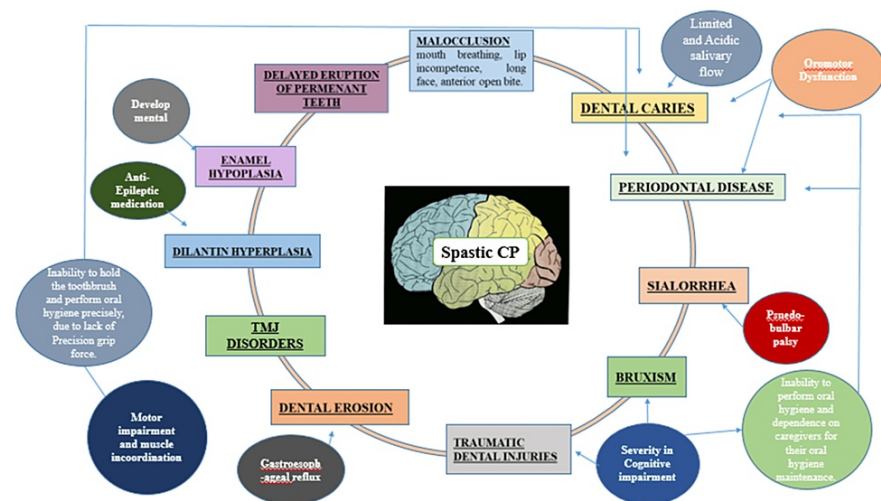 MALOCCLUSION
mouth breathing, lip
incompetence, long
face, anterior open bite.
Limited
and Acidic
salivary
flow
Oromotor
Dysfunction
DELAYED ERUPTION
OF PERMENANT
TEETH
DENTAL CARIES
Develop
mental
ENAMEL
HYPOPLASIA
Anti-
Epileptic
medication
PERIODONTAL DISEASE
DILANTIN HYPERPLASIA
Spastic CP
Inability to hold
the toothbrush
and perform oral
hygiene precisely,
due to lack of
Precision grip
force.
SIALORRHEA
TMJ
DISORDERS
Psuedo-
bulbar
palsy
BRUXISM
Inability to
perform oral
hygiene and
dependence on
caregivers for
their oral
hygiene
maintenance.
DENTAL EROSION
Motor
impairment
and muscle
incoordination
TRAUMATIC
DENTAL INJURIES
Severity in
Cognitive
impairment
Gastroesoph
-ageal reflux